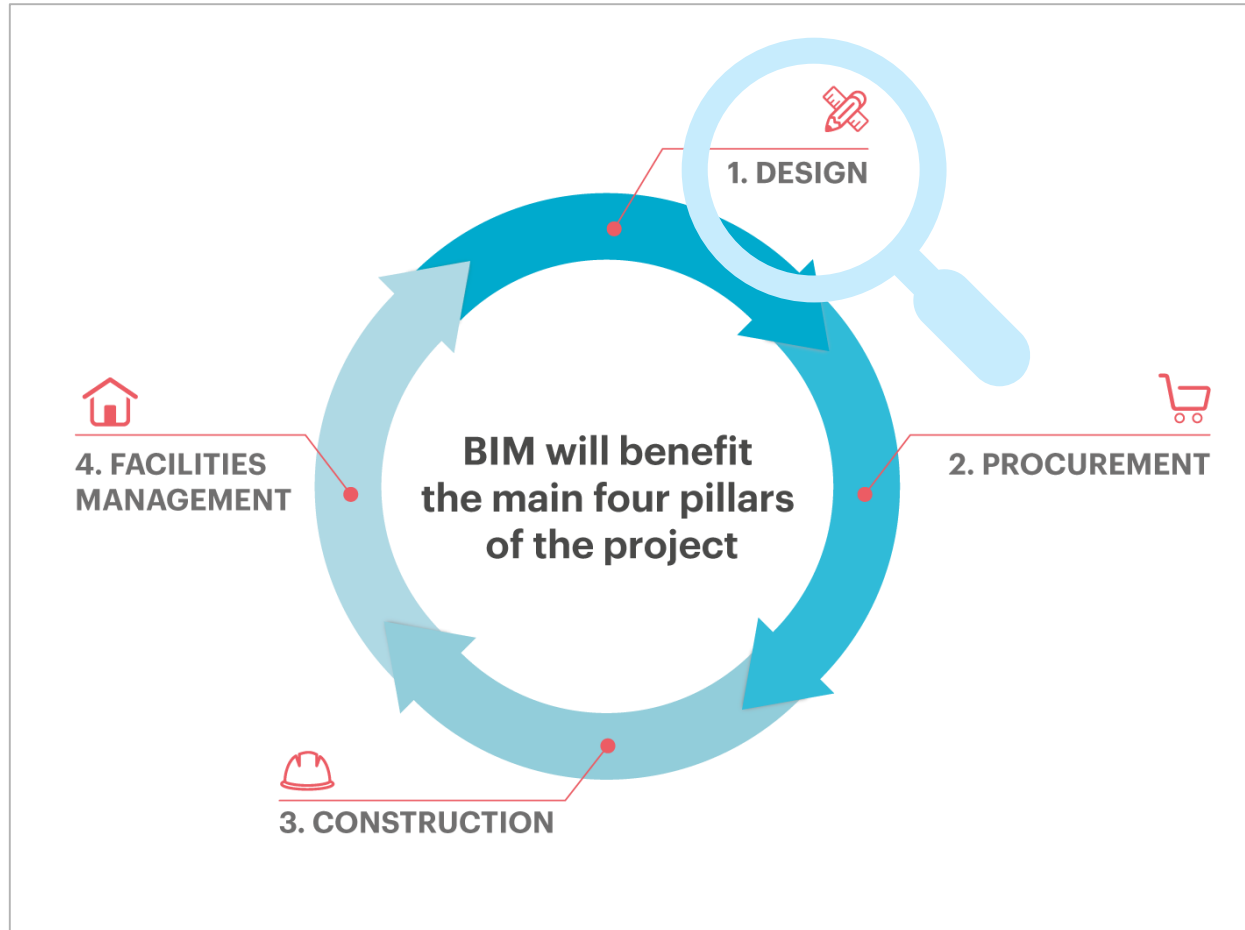 1. DESIGN
2. PROCUREMENT
4. FACILITIES
MANAGEMENT
BIM will benefit
the main four pillars
of the project
3. CONSTRUCTION